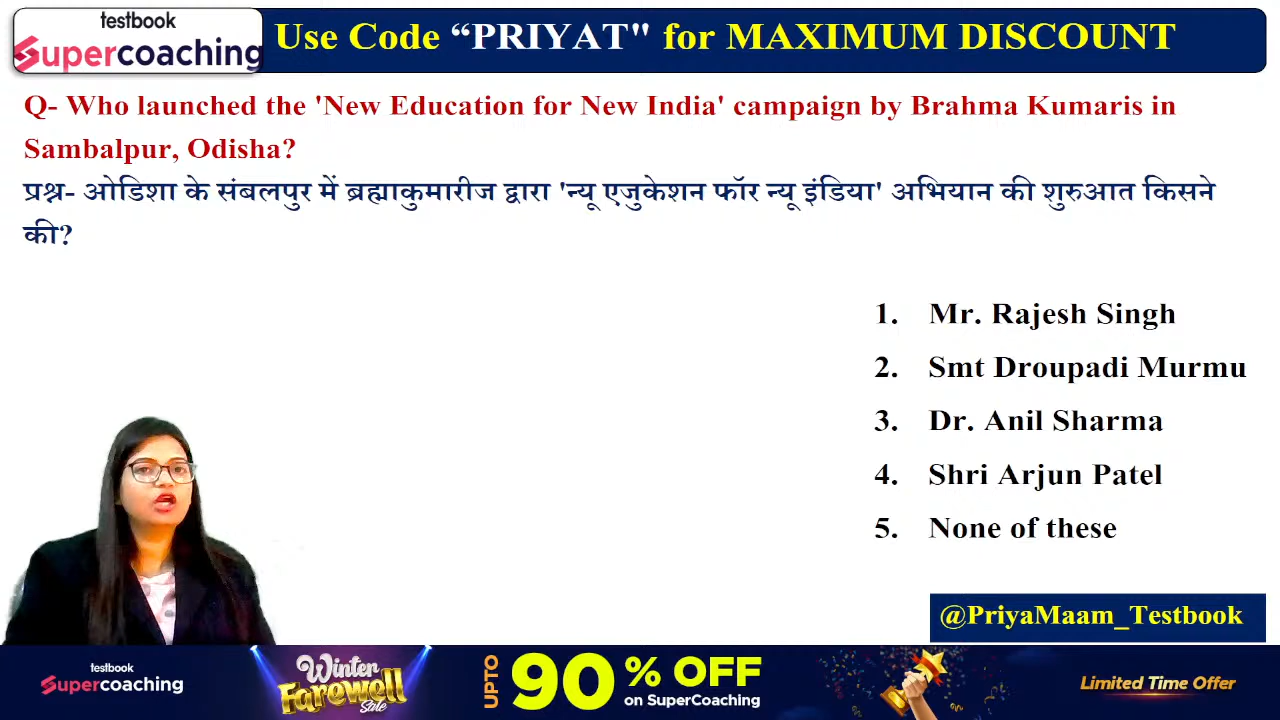 testbook
Supercoaching
Use Code “PRIYAT" for MAXIMUM DISCOUNT
Q- Who launched the 'New Education for New India' campaign by Brahma Kumaris in
Sambalpur, Odisha?
प्रश्न- ओडिशा के संबलपुर में ब्रह्माकुमारीज द्वारा 'न्यू एजुकेशन फॉर न्यू इंडिया' अभियान की शुरुआत किसने
की?
1. Mr. Rajesh Singh
2. Smt Droupadi Murmu
3. Dr. Anil Sharma
4. Shri Arjun Patel
5. None of these
@PriyaMaam_Testbook
testbook
Supercoaching
Winter
Farewell
Sale
UPTO
90% OFF
on SuperCoaching
Limited Time Offer